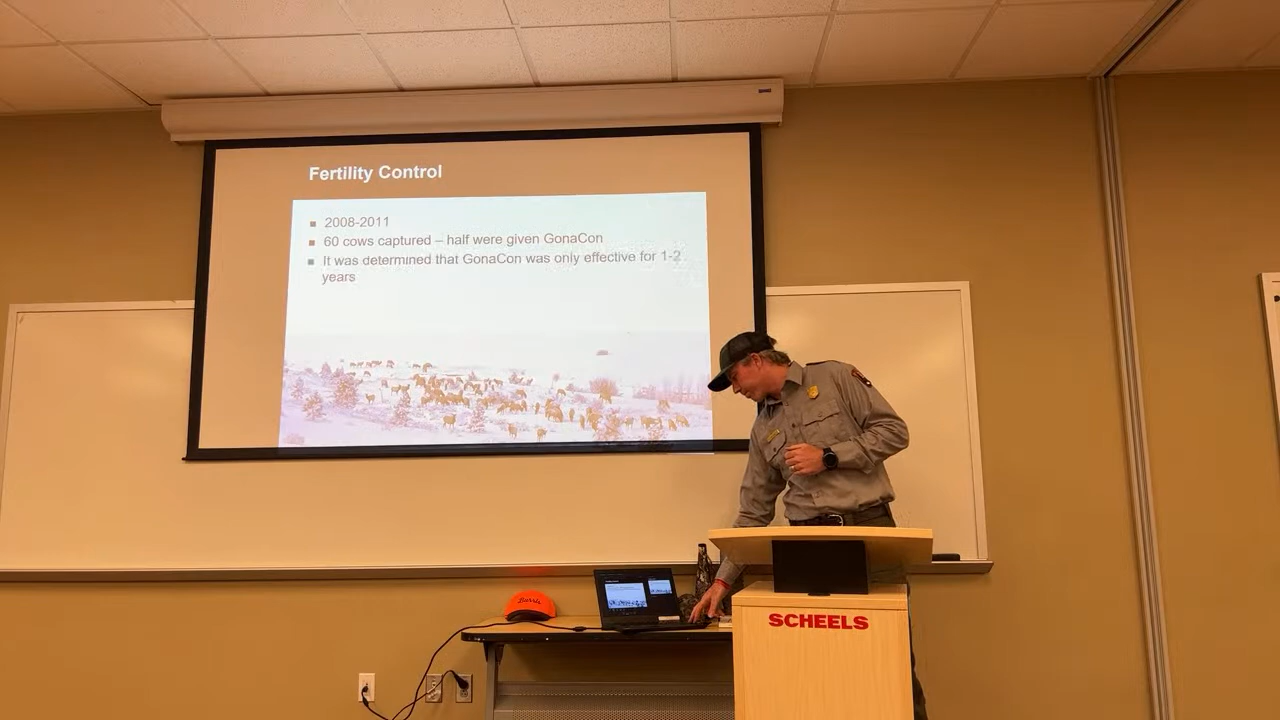 Fertility Control
2008-2011
60 cows captured – half were given GonaCon
It was determined that GonaCon was only effective for 1-2
years
SCHEELS